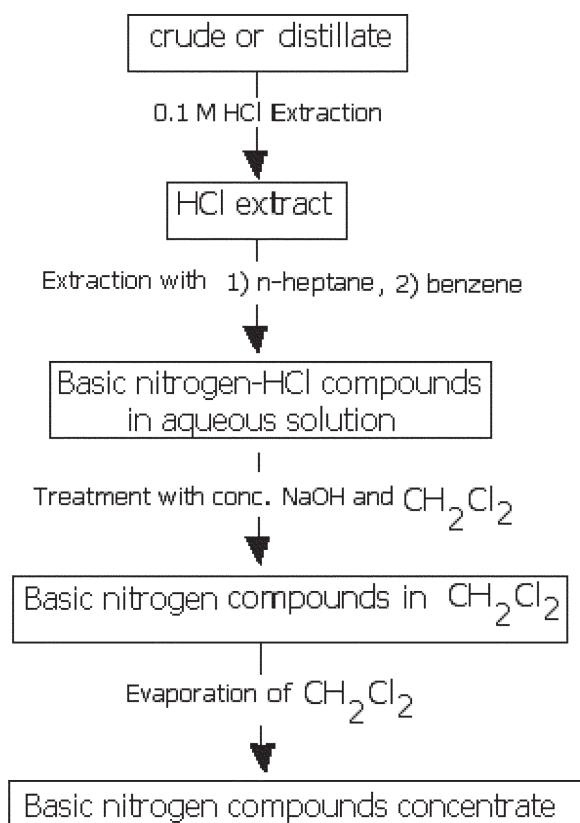 crude or distillate
0.1 M HCl Extraction
HCl extract
Extraction with 1) n-heptane, 2) benzene
Basic nitrogen-HCl compounds
in aqueous solution
Treatment with conc. NaOH and CH2Cl2
Basic nitrogen compounds in CH2Cl2
Evaporation of CH2Cl2
Basic nitrogen compounds concentrate